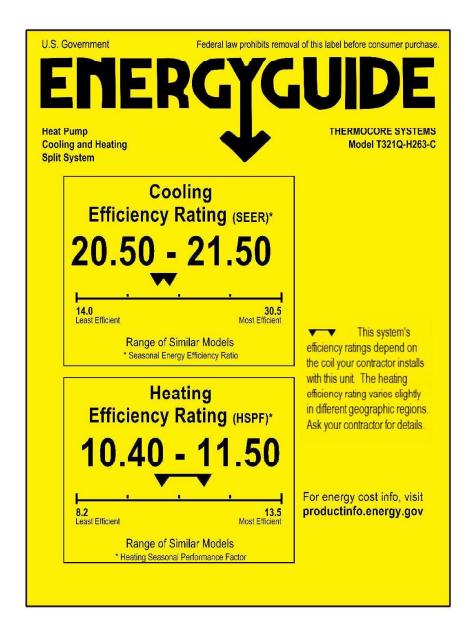 U.S. Government
Federal law prohibits removal of this label before consumer purchase.
ENERGYGUIDE
Heat Pump
Cooling and Heating
Split System
THERMOCORE SYSTEMS
Model T321Q-H263-C
Cooling
Efficiency Rating (SEER)*
20.50 - 21.50
14.0
Least Efficient
30.5
Most Efficient
Range of Similar Models
* Seasonal Energy Efficiency Ratio
This system's
efficiency ratings depend on
the coil your contractor installs
with this unit. The heating
efficiency rating varies slightly
in different geographic regions.
Ask your contractor for details.
Heating
Efficiency Rating (HSPF)*
10.40 - 11.50
8.2
Least Efficient
13.5
Most Efficient
Range of Similar Models
* Heating Seasonal Performance Factor
For energy cost info, visit
productinfo.energy.gov